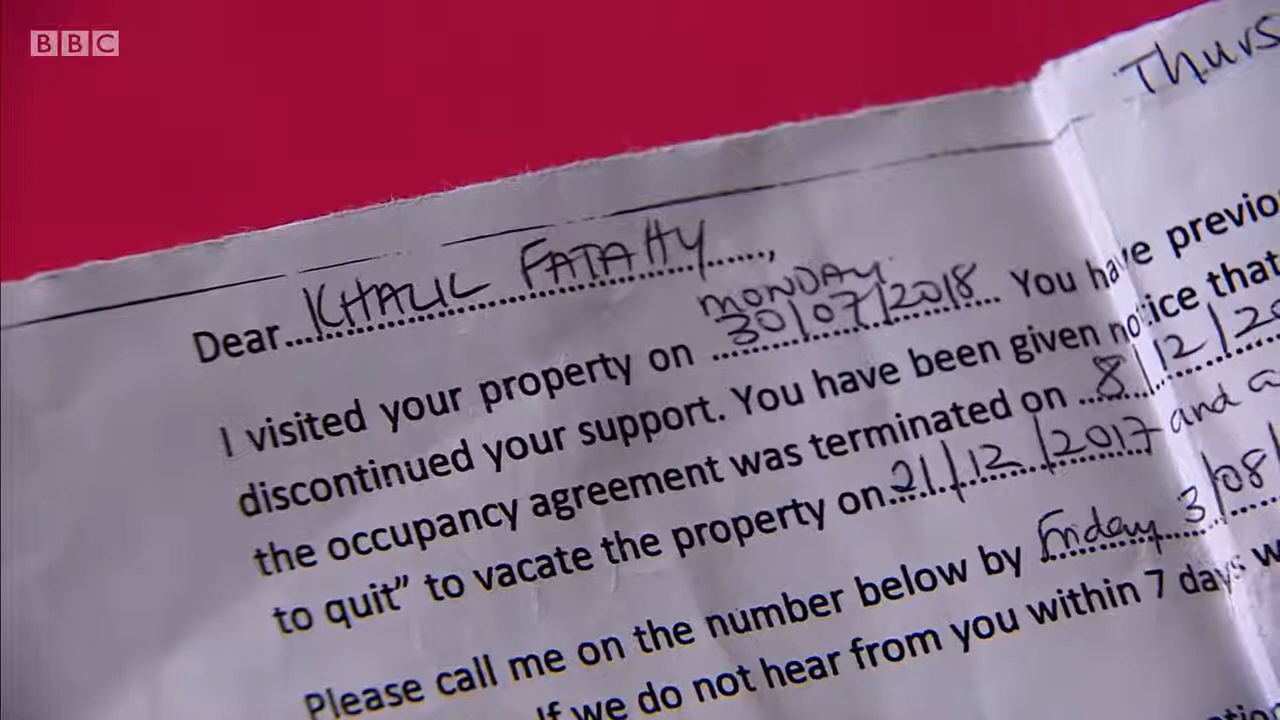 BBC
Thurs
Dear...KHALIL FATAHY......,
MONDAY
I visited your property on ...30/07/2018... You have previo
discontinued your support. You have been given notice that
the occupancy agreement was terminated on ...8/12/20
to quit” to vacate the property on..21/12/2017 and a
Please call me on the number below by Friday 3/08/
If we do not hear from you within 7 days w